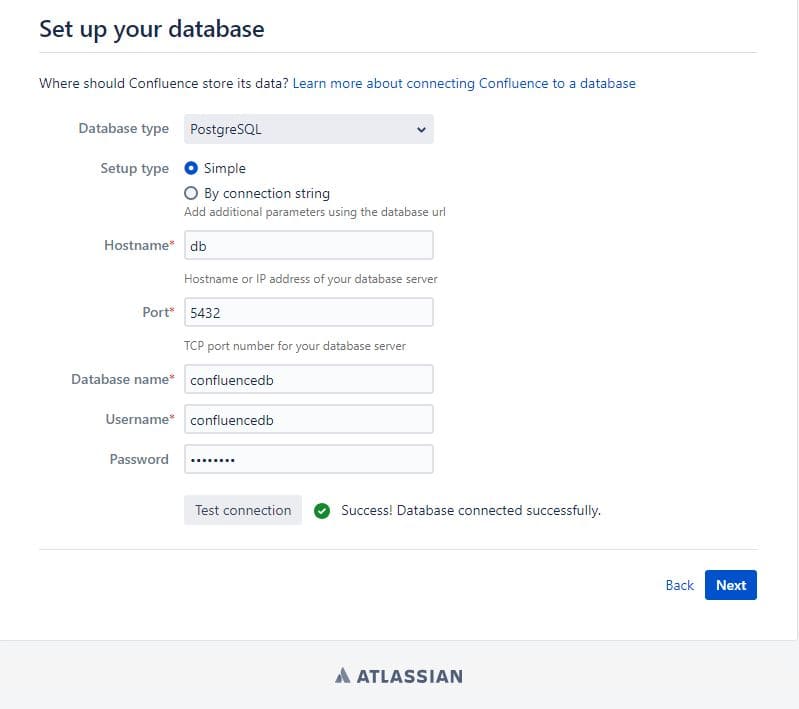 Set up your database
Where should Confluence store its data? Learn more about connecting Confluence to a database
Database type PostgreSQL
Setup type Simple
By connection string
Add additional parameters using the database url
Hostname* db
Hostname or IP address of your database server
Port* 5432
TCP port number for your database server
Database name* confluencedb
Username* confluencedb
Password ••••••••
Test connection Success! Database connected successfully.
Back Next
ATLASSIAN